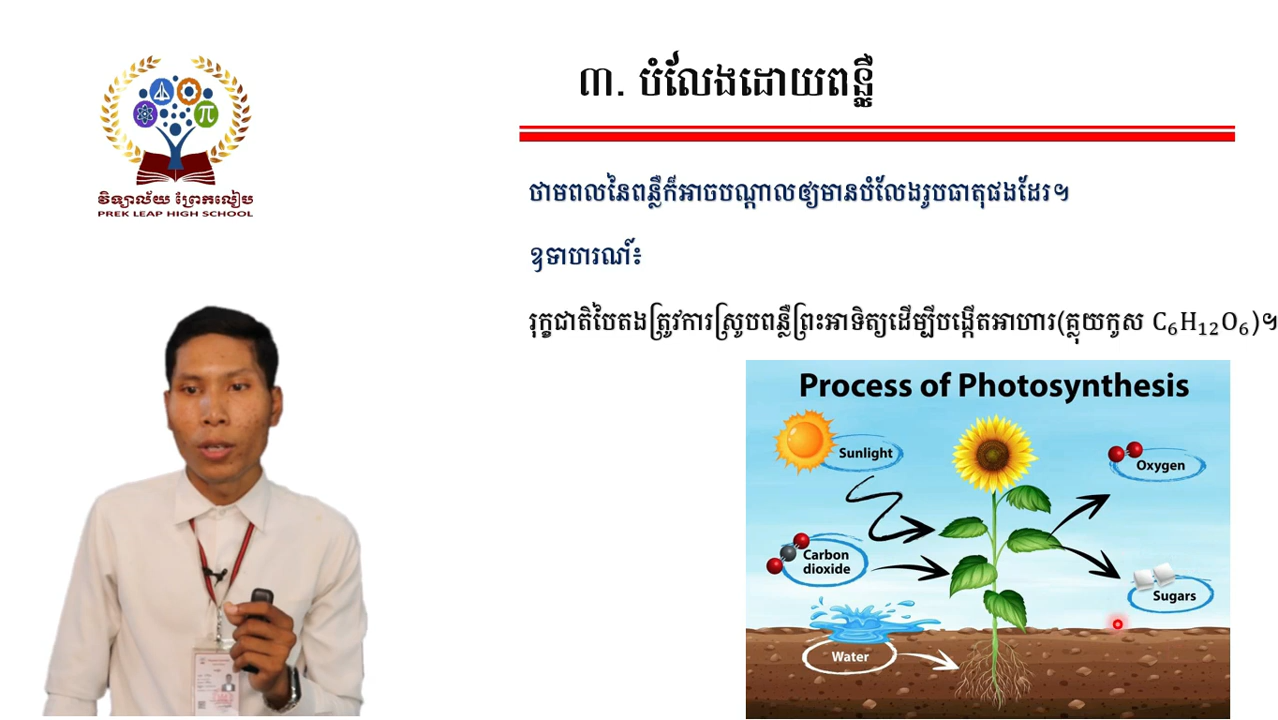 វិទ្យាល័យ ព្រែកលៀប
PREK LEAP HIGH SCHOOL
៣. បំលែងដោយពន្លឺ
ថាមពលនៃពន្លឺក៏អាចបណ្តាលឲ្យមានបំលែងរូបធាតុផងដែរ។
ឧទាហរណ៍៖
រុក្ខជាតិបៃតងត្រូវការស្រូបពន្លឺព្រះអាទិត្យដើម្បីបង្កើតអាហារ(គ្លុយកូស C₆H₁₂O₆)។
Process of Photosynthesis
Sunlight
Oxygen
Carbon
dioxide
Sugars
Water